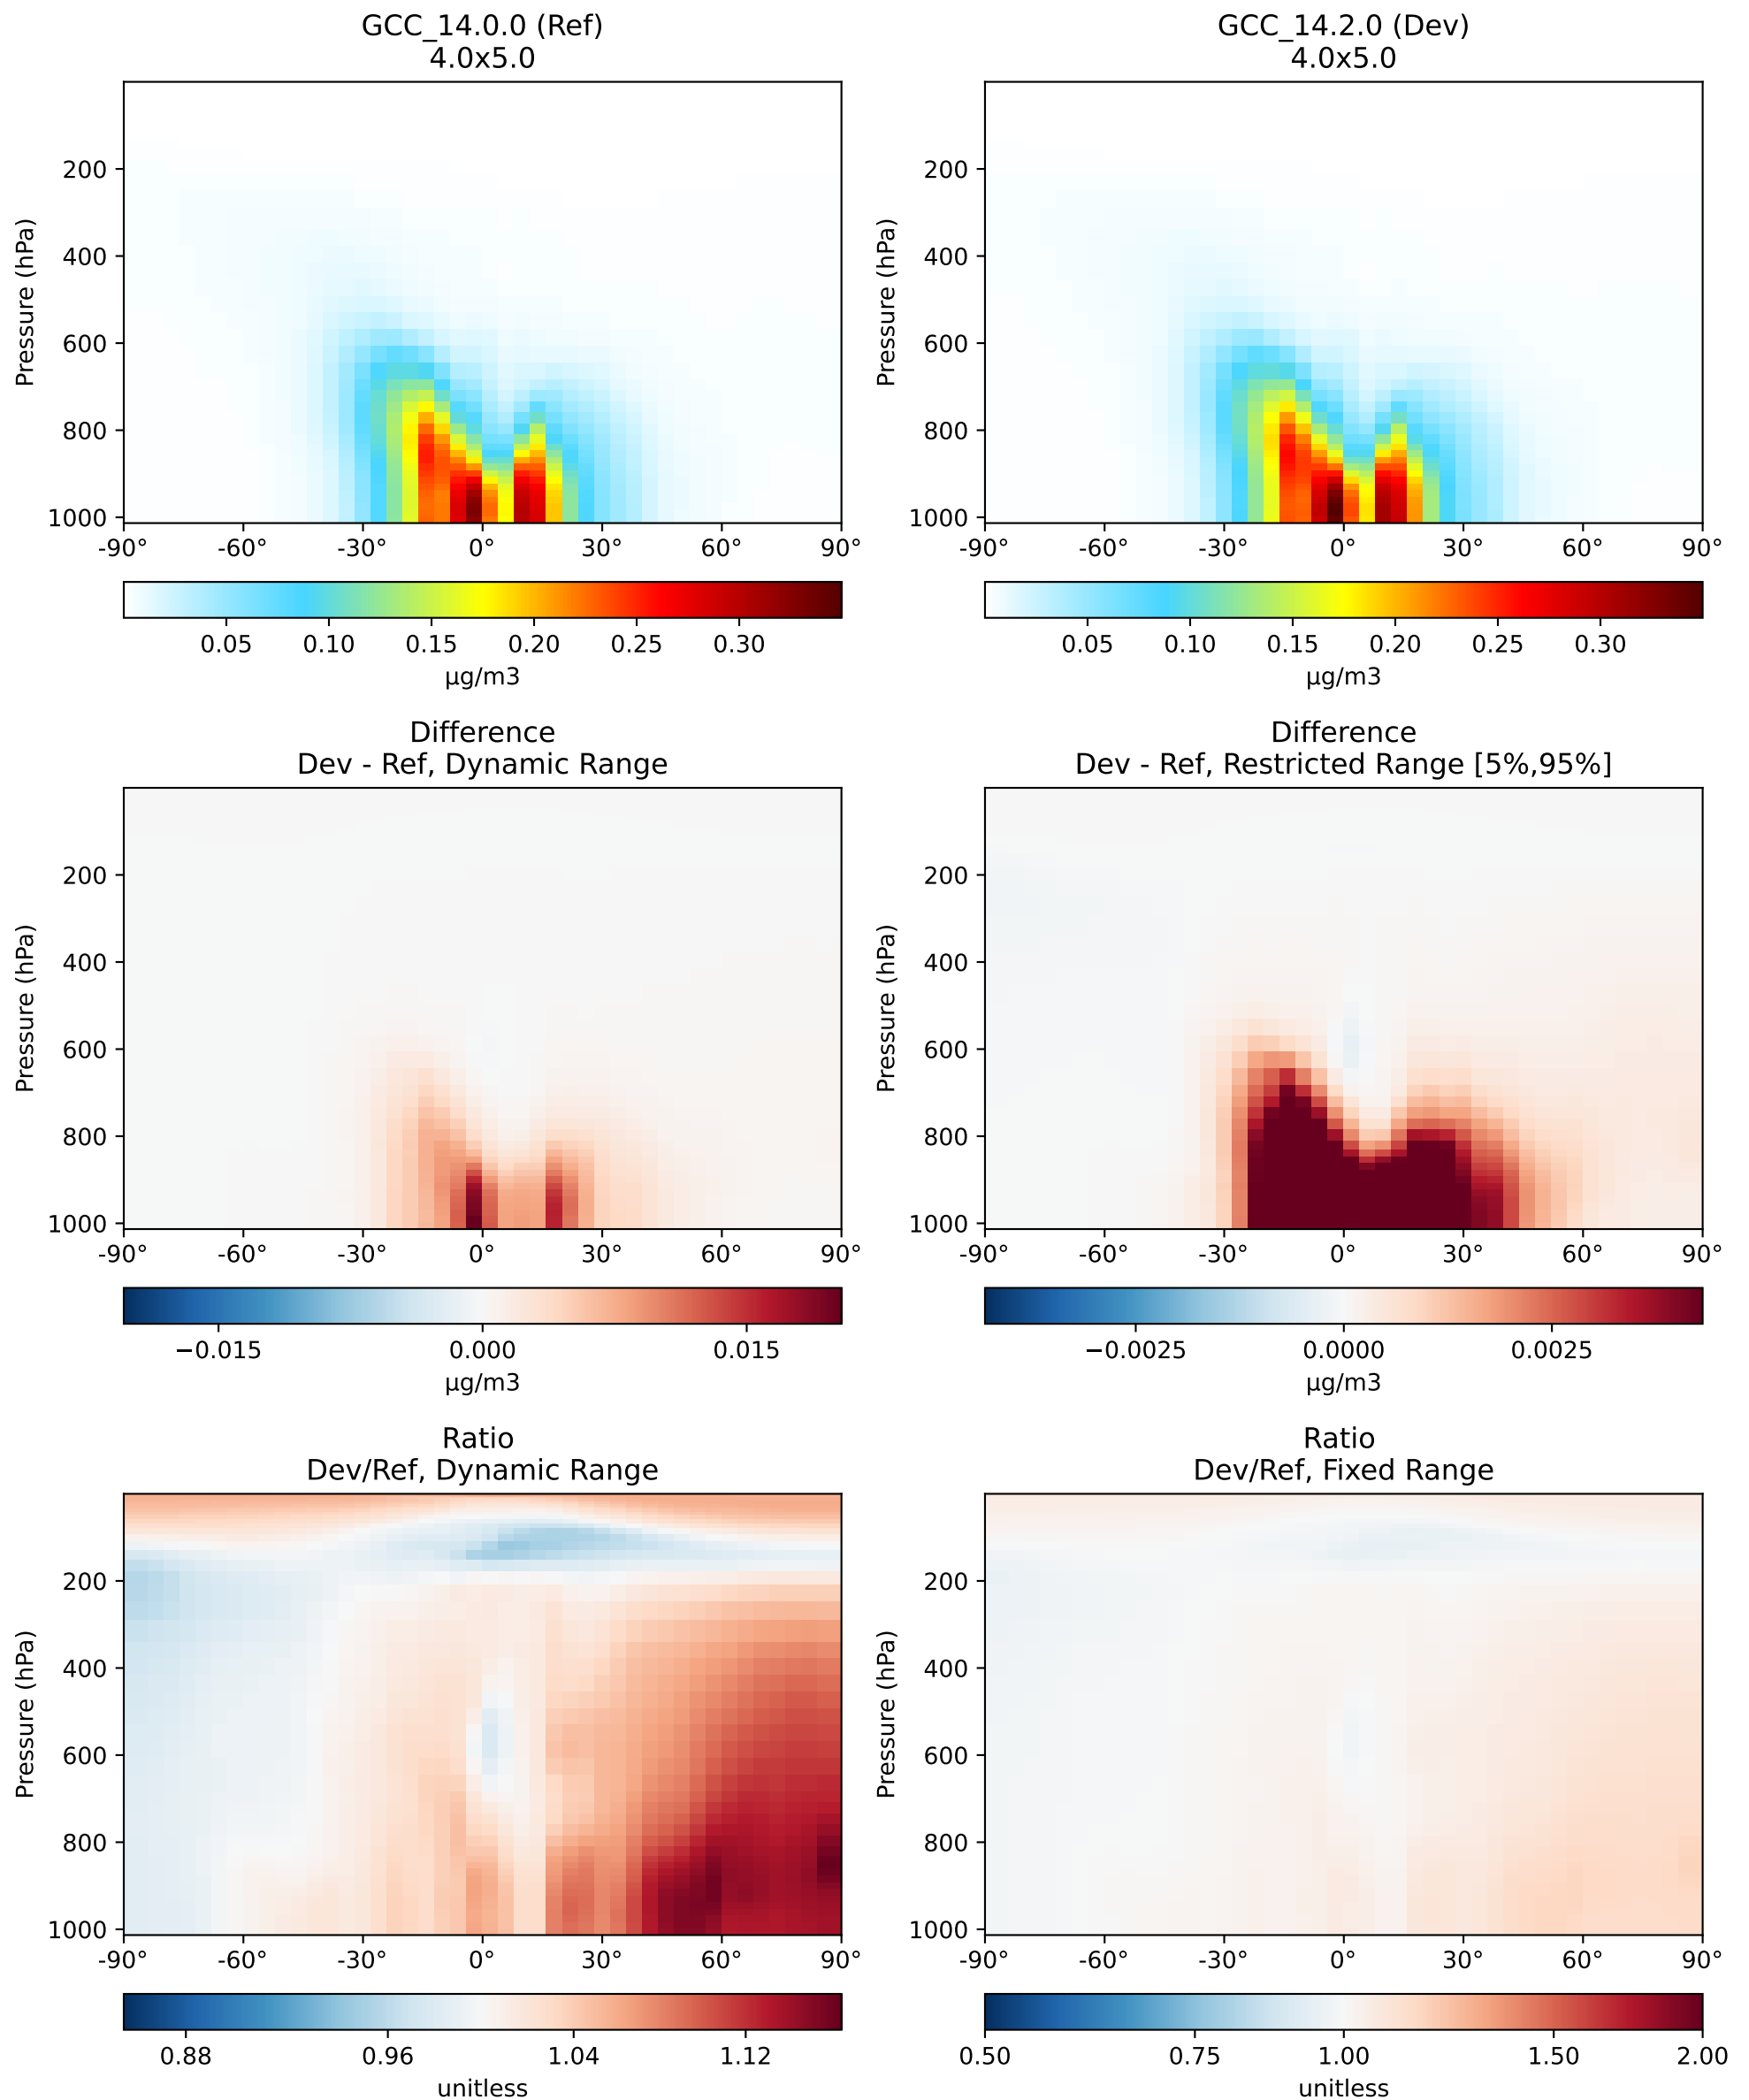 GCC_14.0.0 (Ref)
4.0x5.0
Pressure (hPa)
200
400
600
800
1000
-90° -60° -30° 0° 30° 60° 90°
0.05 0.10 0.15 0.20 0.25 0.30
µg/m3
GCC_14.2.0 (Dev)
4.0x5.0
Pressure (hPa)
200
400
600
800
1000
-90° -60° -30° 0° 30° 60° 90°
0.05 0.10 0.15 0.20 0.25 0.30
µg/m3
Difference
Dev - Ref, Dynamic Range
Pressure (hPa)
200
400
600
800
1000
-90° -60° -30° 0° 30° 60° 90°
−0.015 0.000 0.015
µg/m3
Difference
Dev - Ref, Restricted Range [5%,95%]
Pressure (hPa)
200
400
600
800
1000
-90° -60° -30° 0° 30° 60° 90°
−0.0025 0.0000 0.0025
µg/m3
Ratio
Dev/Ref, Dynamic Range
Pressure (hPa)
200
400
600
800
1000
-90° -60° -30° 0° 30° 60° 90°
0.88 0.96 1.04 1.12
unitless
Ratio
Dev/Ref, Fixed Range
Pressure (hPa)
200
400
600
800
1000
-90° -60° -30° 0° 30° 60° 90°
0.50 0.75 1.00 1.50 2.00
unitless